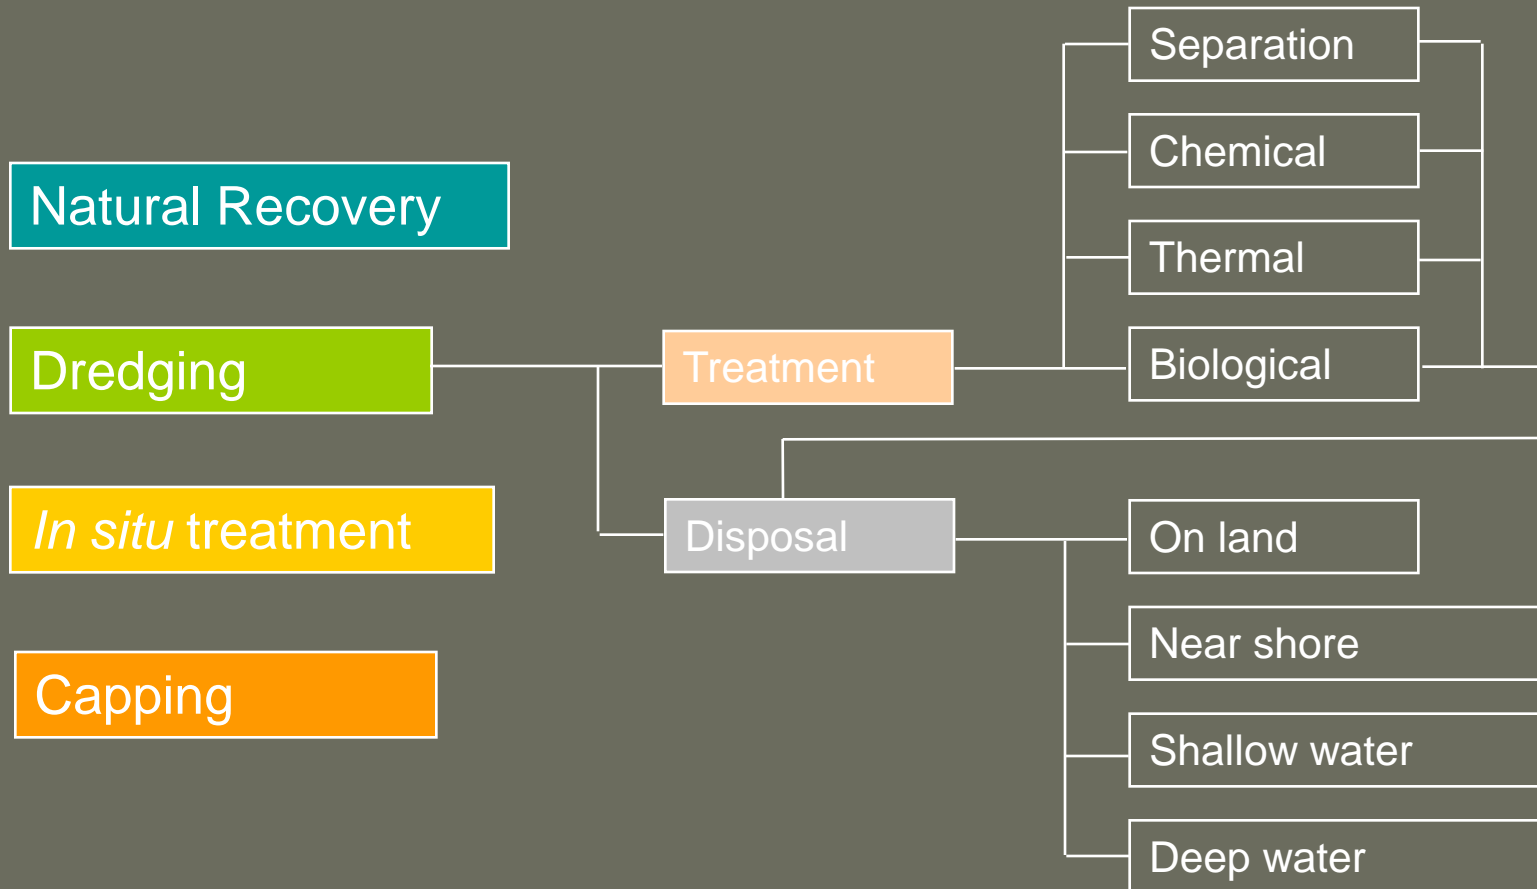 Natural Recovery
Dredging
In situ treatment
Capping
Treatment
Disposal
Separation
Chemical
Thermal
Biological
On land
Near shore
Shallow water
Deep water